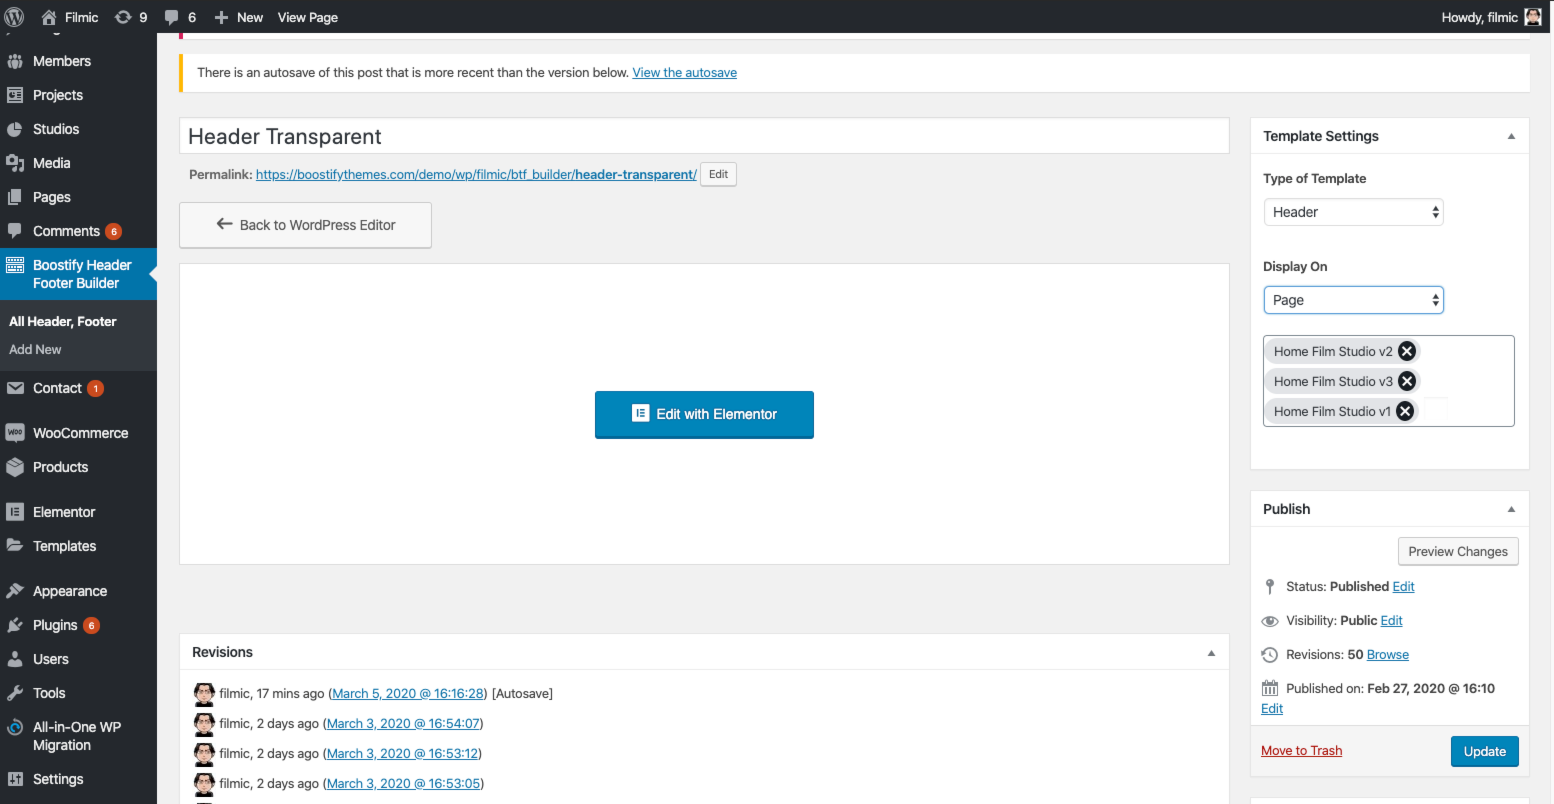 Filmic 9 6 New View Page Howdy, filmic
Members
Projects
Studios
Media
Pages
Comments 6
Boostify Header
Footer Builder
All Header, Footer
Add New
Contact 1
WOO WooCommerce
Products
Elementor
Templates
Appearance
Plugins 6
Users
Tools
All-in-One WP
Migration
Settings
There is an autosave of this post that is more recent than the version below. View the autosave
Header Transparent
Permalink: https://boostifythemes.com/demo/wp/filmic/btf_builder/header-transparent/ Edit
Back to WordPress Editor
Edit with Elementor
Revisions
filmic, 17 mins ago (March 5, 2020 @ 16:16:28) [Autosave]
filmic, 2 days ago (March 3, 2020 @ 16:54:07)
filmic, 2 days ago (March 3, 2020 @ 16:53:12)
filmic, 2 days ago (March 3, 2020 @ 16:53:05)
Template Settings
Type of Template
Header
Display On
Page
Home Film Studio v2
Home Film Studio v3
Home Film Studio v1
Publish
Preview Changes
Status: Published Edit
Visibility: Public Edit
Revisions: 50 Browse
Published on: Feb 27, 2020 @ 16:10
Edit
Move to Trash Update